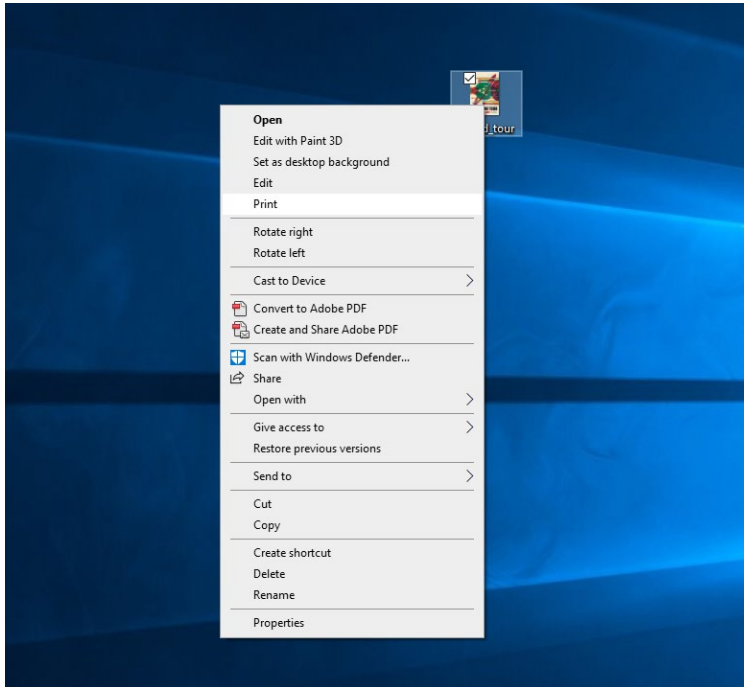 d_tour
Open
Edit with Paint 3D
Set as desktop background
Edit
Print
Rotate right
Rotate left
Cast to Device
Convert to Adobe PDF
Create and Share Adobe PDF
Scan with Windows Defender...
Share
Open with
Give access to
Restore previous versions
Send to
Cut
Copy
Create shortcut
Delete
Rename
Properties